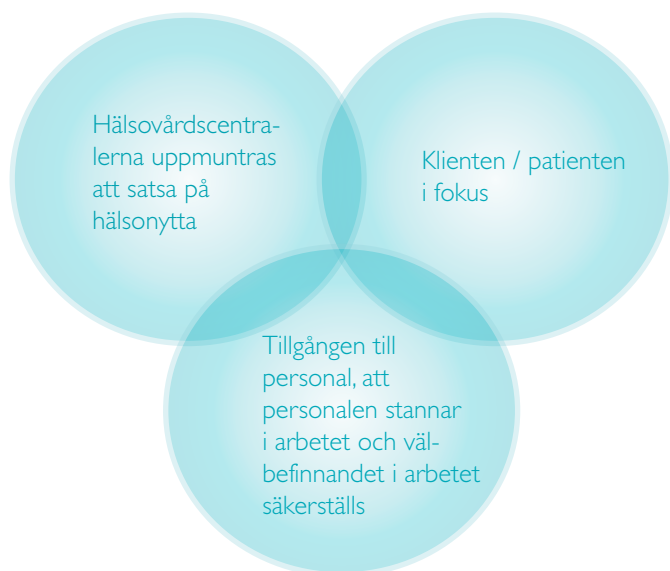 Hälsovårdscentra-
lerna uppmuntras
att satsa på
hälsonytta
Klienten / patienten
i fokus
Tillgången till
personal, att
personalen stannar
i arbetet och väl-
befinnandet i arbetet
säkerställs